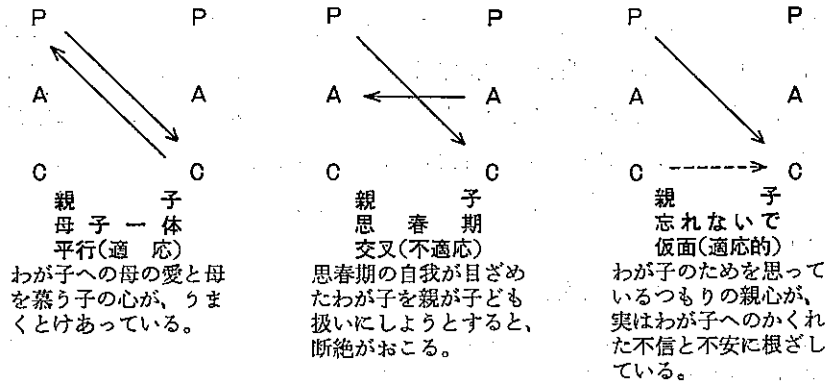 P P
A A
C C
親 子
母子一体
平行(適 応)
わが子への母の愛と母
を慕う子の心が、うま
くとけあっている。
P P
A A
C C
親 子
思 春 期
交叉(不適応)
思春期の自我が目ざめ
たわが子を親が子ども
扱いにしようとすると、
断絶がおこる。
P P
A A
C C
親 子
忘れないで
仮面(適応的)
わが子のためを思って
いるつもりの親心が、
実はわが子へのかくれ
た不信と不安に根ざし
ている。